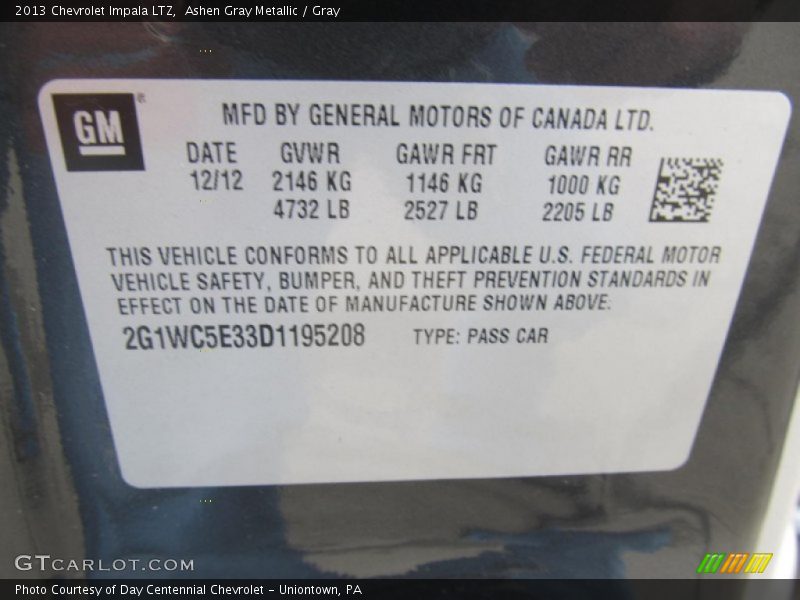 2013 Chevrolet Impala LTZ, Ashen Gray Metallic / Gray
GM®
MFD BY GENERAL MOTORS OF CANADA LTD.
DATE GVWR GAWR FRT GAWR RR
12/12 2146 KG 1146 KG 1000 KG
4732 LB 2527 LB 2205 LB
THIS VEHICLE CONFORMS TO ALL APPLICABLE U.S. FEDERAL MOTOR
VEHICLE SAFETY, BUMPER, AND THEFT PREVENTION STANDARDS IN
EFFECT ON THE DATE OF MANUFACTURE SHOWN ABOVE.
2G1WC5E33D1195208 TYPE: PASS CAR
GTCARLOT.COM
Photo Courtesy of Day Centennial Chevrolet - Uniontown, PA